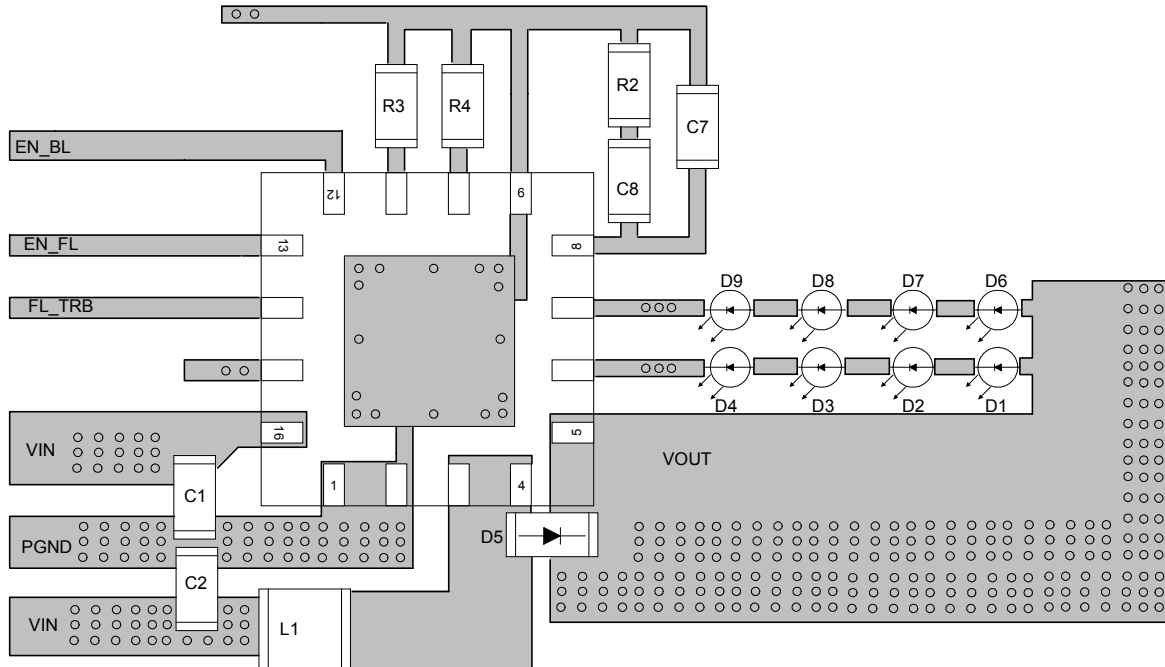 R3
R4
R2
C7
EN_BL
12
9
C8
EN_FL
13
8
D9
D8
D7
D6
FL_TRB
D4
D3
D2
D1
16
5
VIN
VOUT
C1
1
4
PGND
D5
C2
VIN
L1